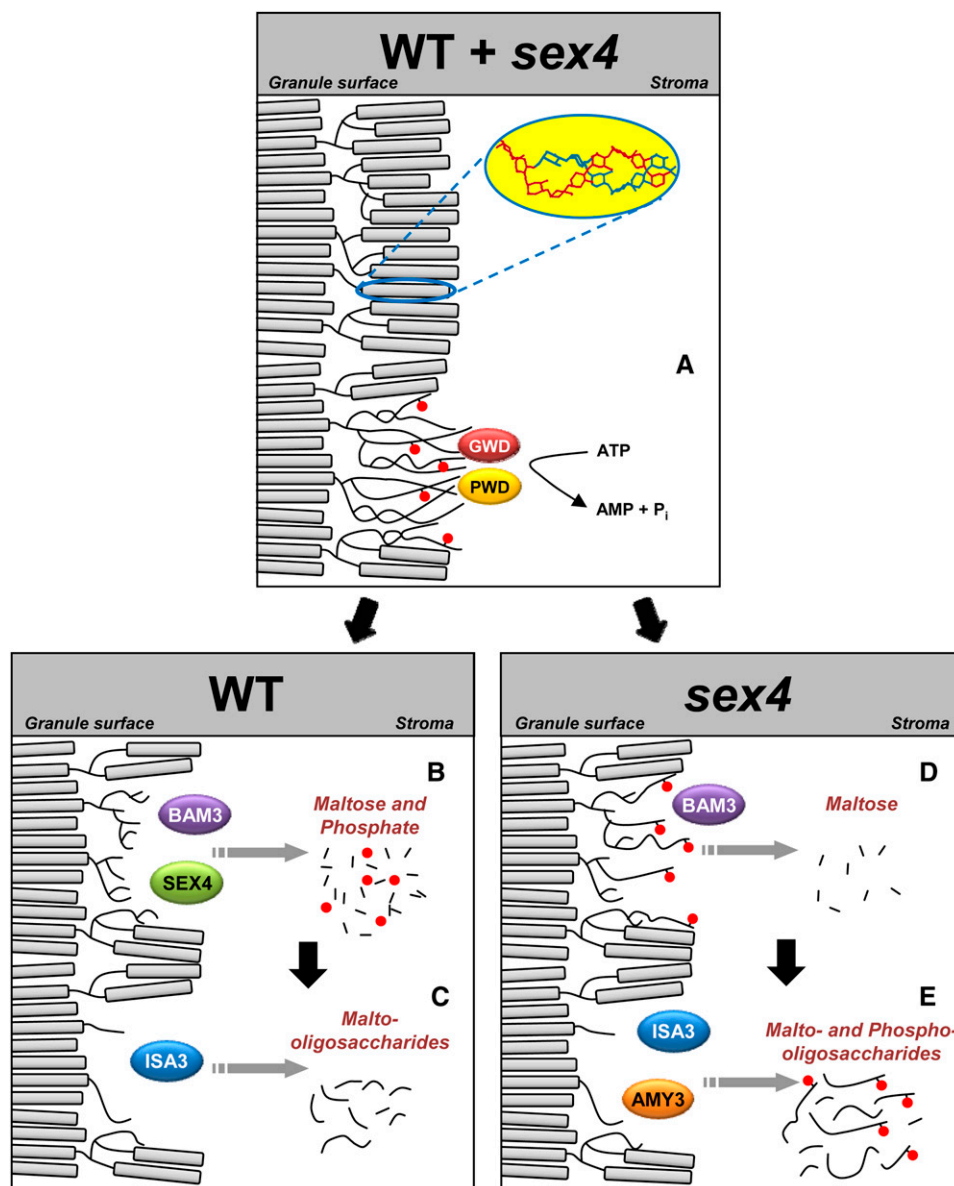 WT + sex4
Granule surface Stroma
A
GWD
PWD
ATP
AMP + Pi
WT
Granule surface Stroma
B
BAM3
SEX4
Maltose and
Phosphate
C
ISA3
Malto-
oligosaccharides
sex4
Granule surface Stroma
D
BAM3
Maltose
E
ISA3
AMY3
Malto- and Phospho-
oligosaccharides